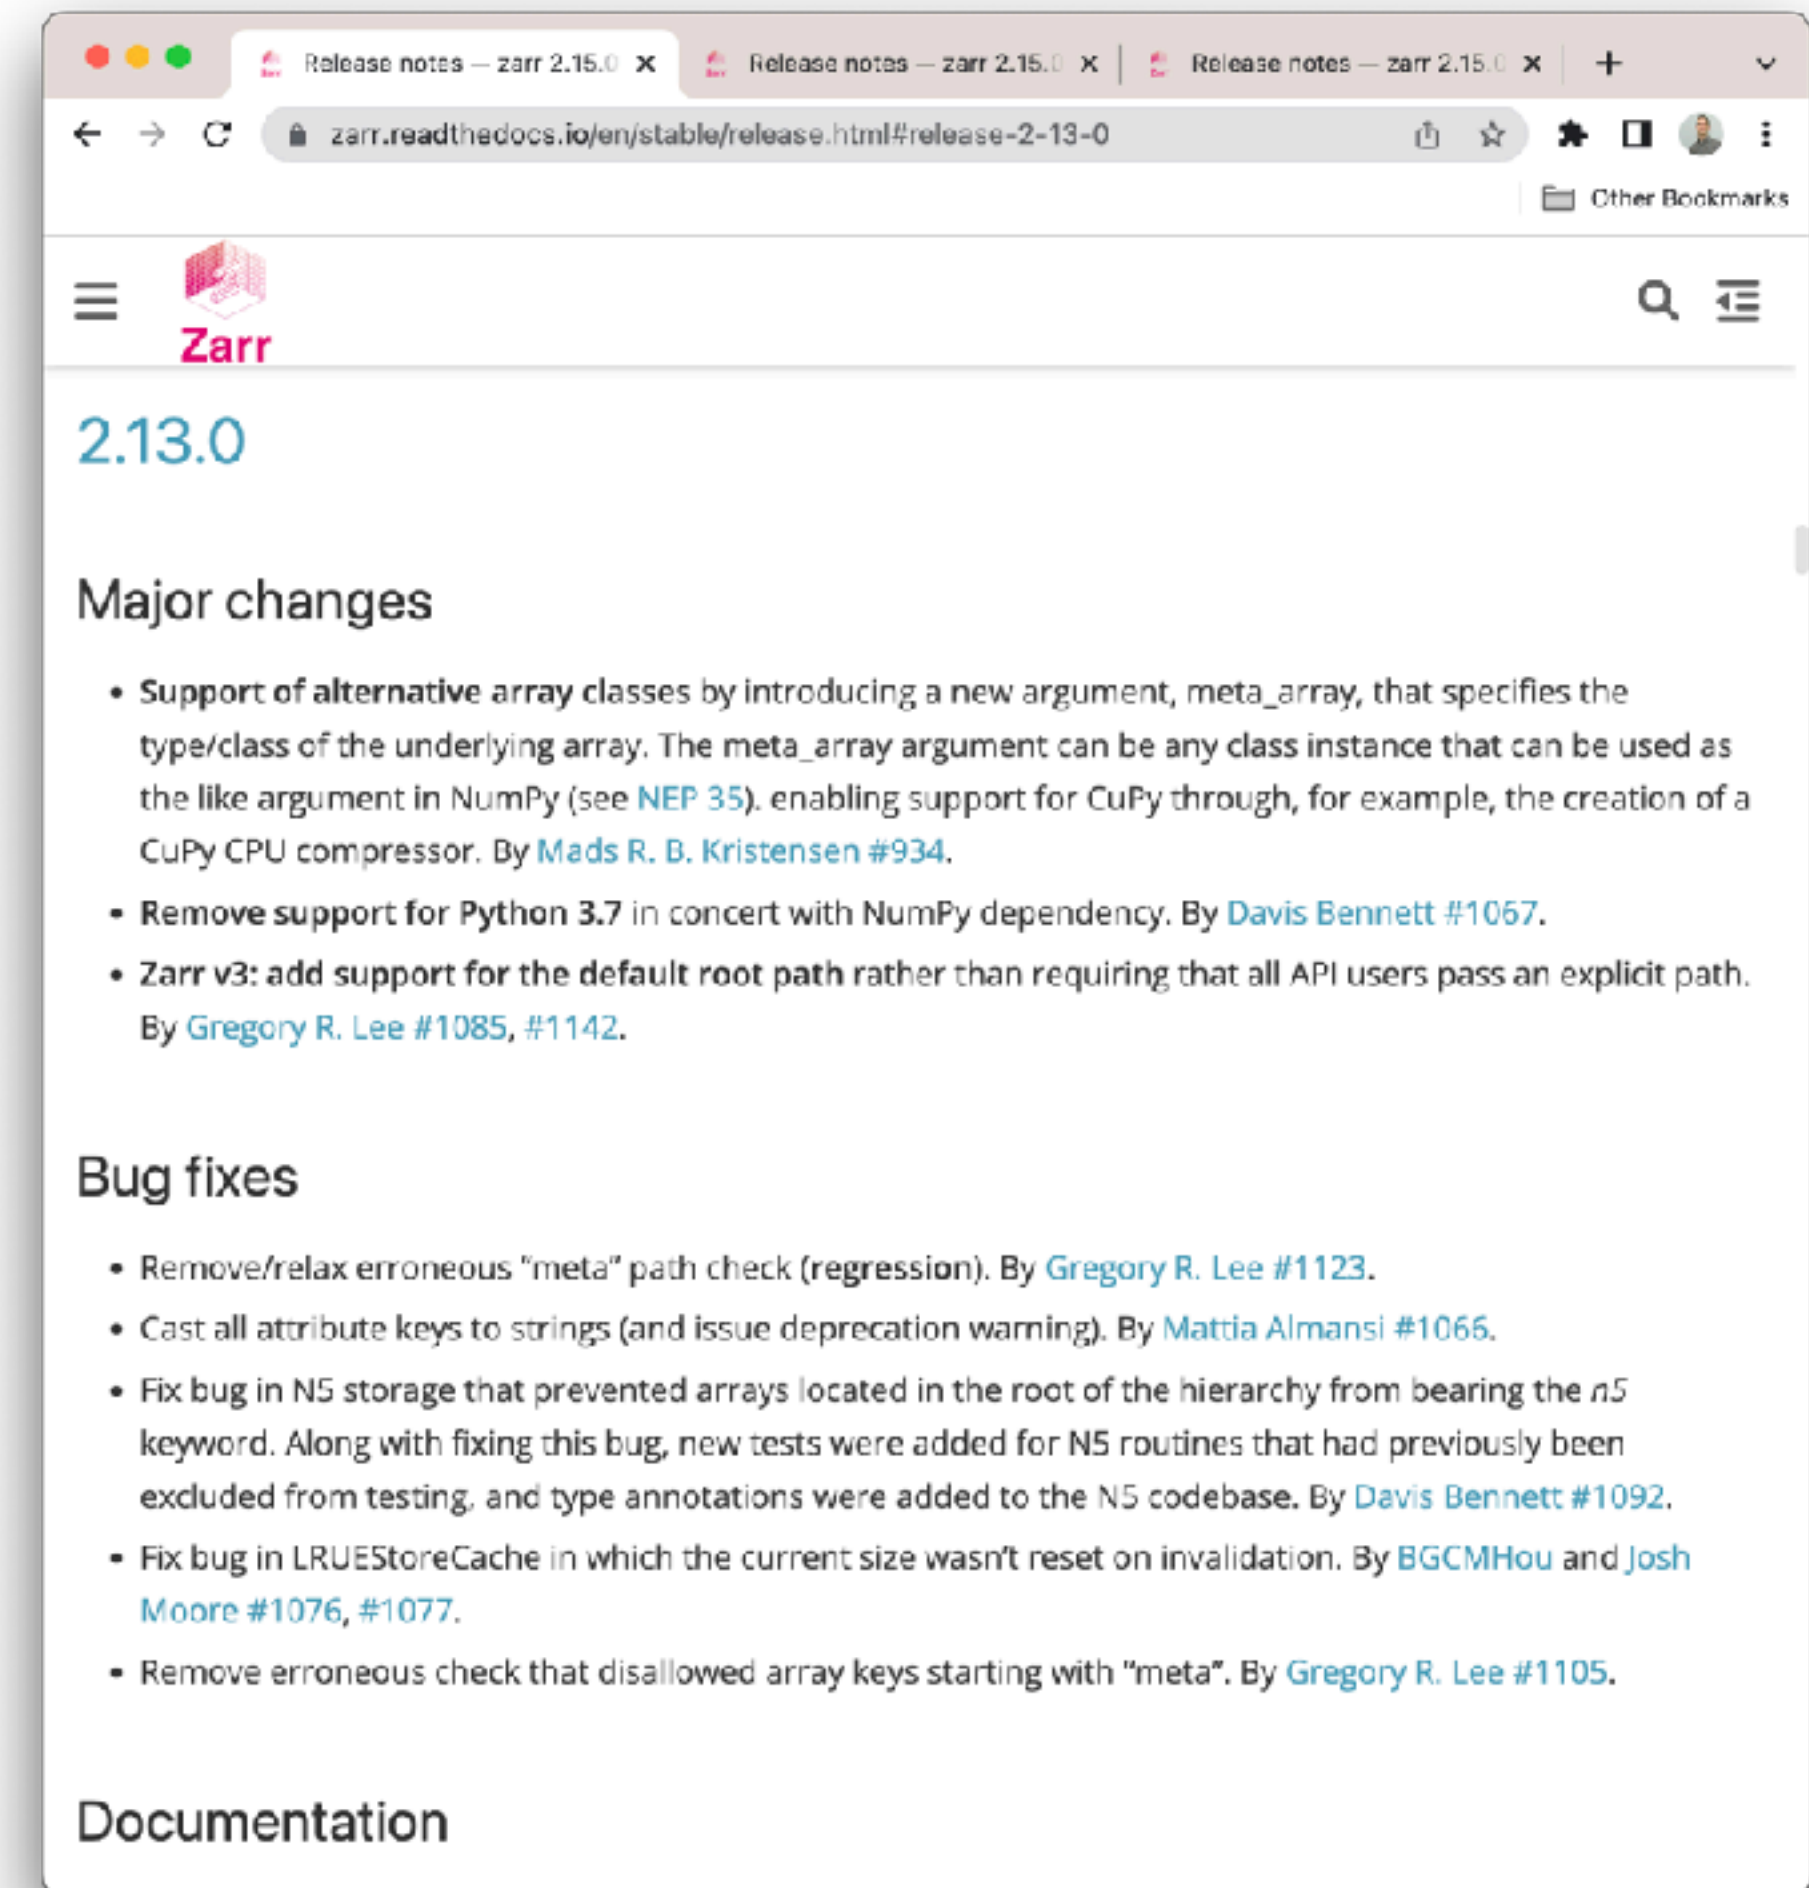 Release notes — zarr 2.15.0
Release notes — zarr 2.15.0
Release notes — zarr 2.15.0
zarr.readthedocs.io/en/stable/release.html#release-2-13-0
Other Bookmarks
Zarr
2.13.0
Major changes
• Support of alternative array classes by introducing a new argument, meta_array, that specifies the
type/class of the underlying array. The meta_array argument can be any class instance that can be used as
the like argument in NumPy (see NEP 35). enabling support for CuPy through, for example, the creation of a
CuPy CPU compressor. By Mads R. B. Kristensen #934.
• Remove support for Python 3.7 in concert with NumPy dependency. By Davis Bennett #1067.
• Zarr v3: add support for the default root path rather than requiring that all API users pass an explicit path.
By Gregory R. Lee #1085, #1142.
Bug fixes
• Remove/relax erroneous “meta” path check (regression). By Gregory R. Lee #1123.
• Cast all attribute keys to strings (and issue deprecation warning). By Mattia Almansi #1066.
• Fix bug in N5 storage that prevented arrays located in the root of the hierarchy from bearing the n5
keyword. Along with fixing this bug, new tests were added for N5 routines that had previously been
excluded from testing, and type annotations were added to the N5 codebase. By Davis Bennett #1092.
• Fix bug in LRUEStoreCache in which the current size wasn’t reset on invalidation. By BGCMHou and Josh
Moore #1076, #1077.
• Remove erroneous check that disallowed array keys starting with “meta”. By Gregory R. Lee #1105.
Documentation